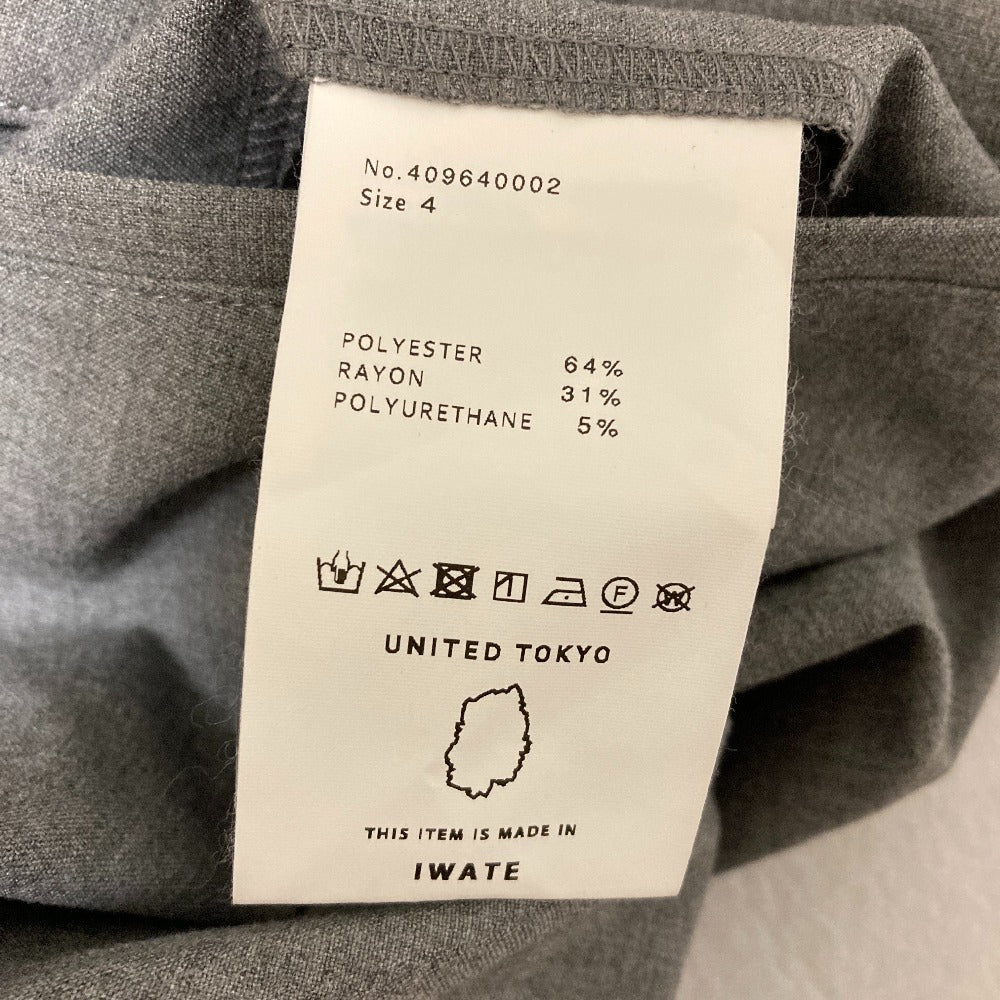 No.409640002
Size 4
POLYESTER 64%
RAYON 31%
POLYURETHANE 5%
F
W
UNITED TOKYO
THIS ITEM IS MADE IN
IWATE